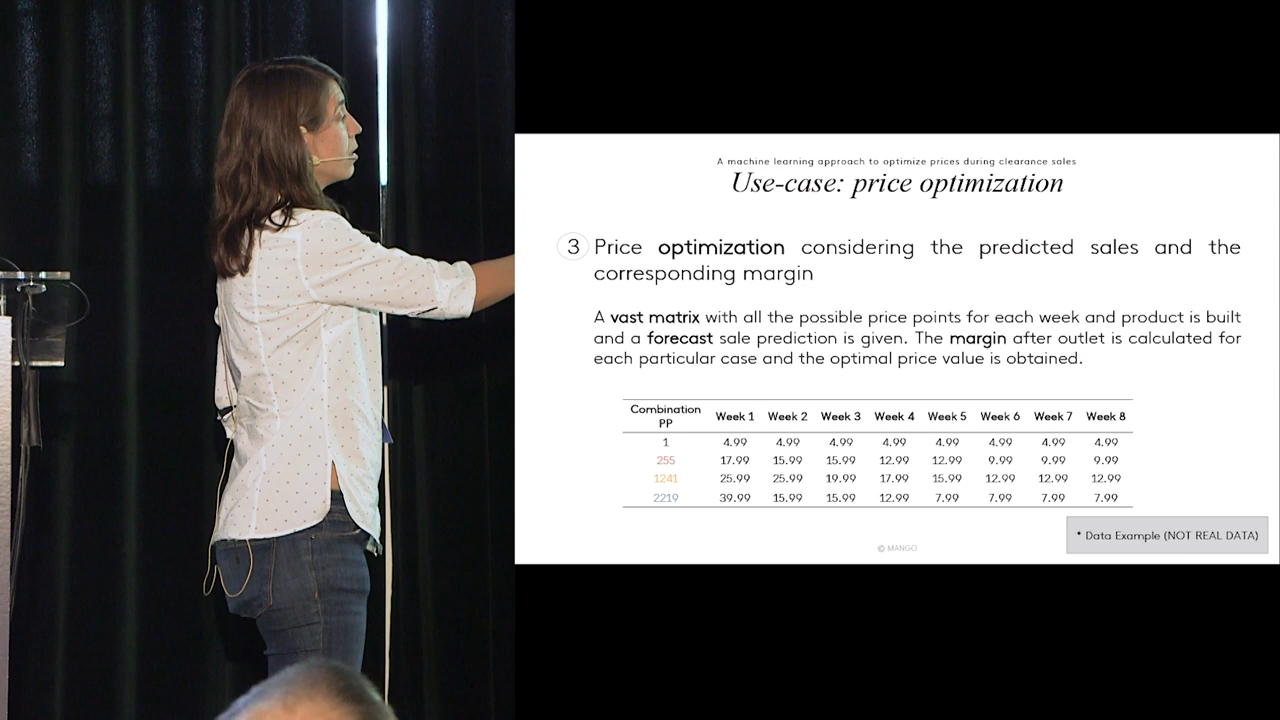 A machine learning approach to optimize prices during clearance sales
Use-case: price optimization
3 Price optimization considering the predicted sales and the
corresponding margin
A vast matrix with all the possible price points for each week and product is built
and a forecast sale prediction is given. The margin after outlet is calculated for
each particular case and the optimal price value is obtained.
Combination PP Week 1 Week 2 Week 3 Week 4 Week 5 Week 6 Week 7 Week 8
1 4.99 4.99 4.99 4.99 4.99 4.99 4.99 4.99
255 17.99 15.99 15.99 12.99 12.99 9.99 9.99 9.99
1241 25.99 25.99 19.99 17.99 15.99 12.99 12.99 12.99
2219 39.99 15.99 15.99 12.99 7.99 7.99 7.99 7.99
* Data Example (NOT REAL DATA)
© MANGO